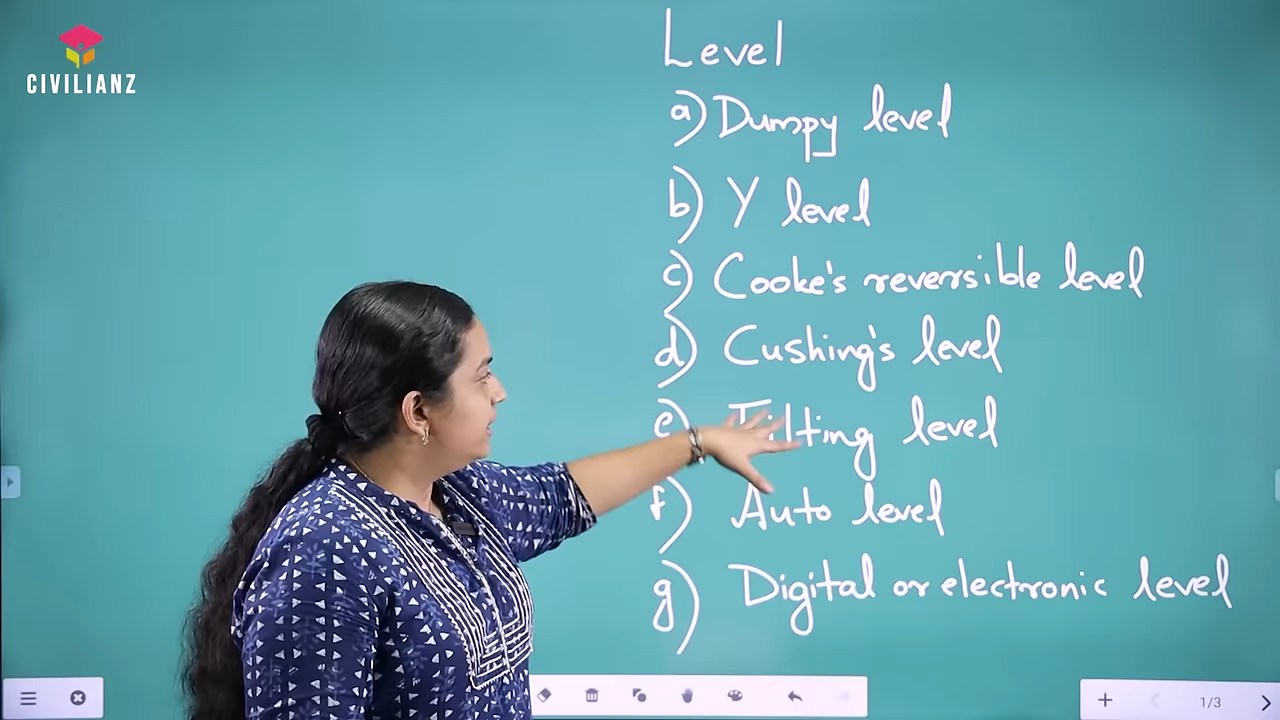 CIVILIANZ
Level
a) Dumpy level
b) Y level
c) Cooke's reversible level
d) Cushing's level
e) Tilting level
f) Auto level
g) Digital or electronic level
1/3